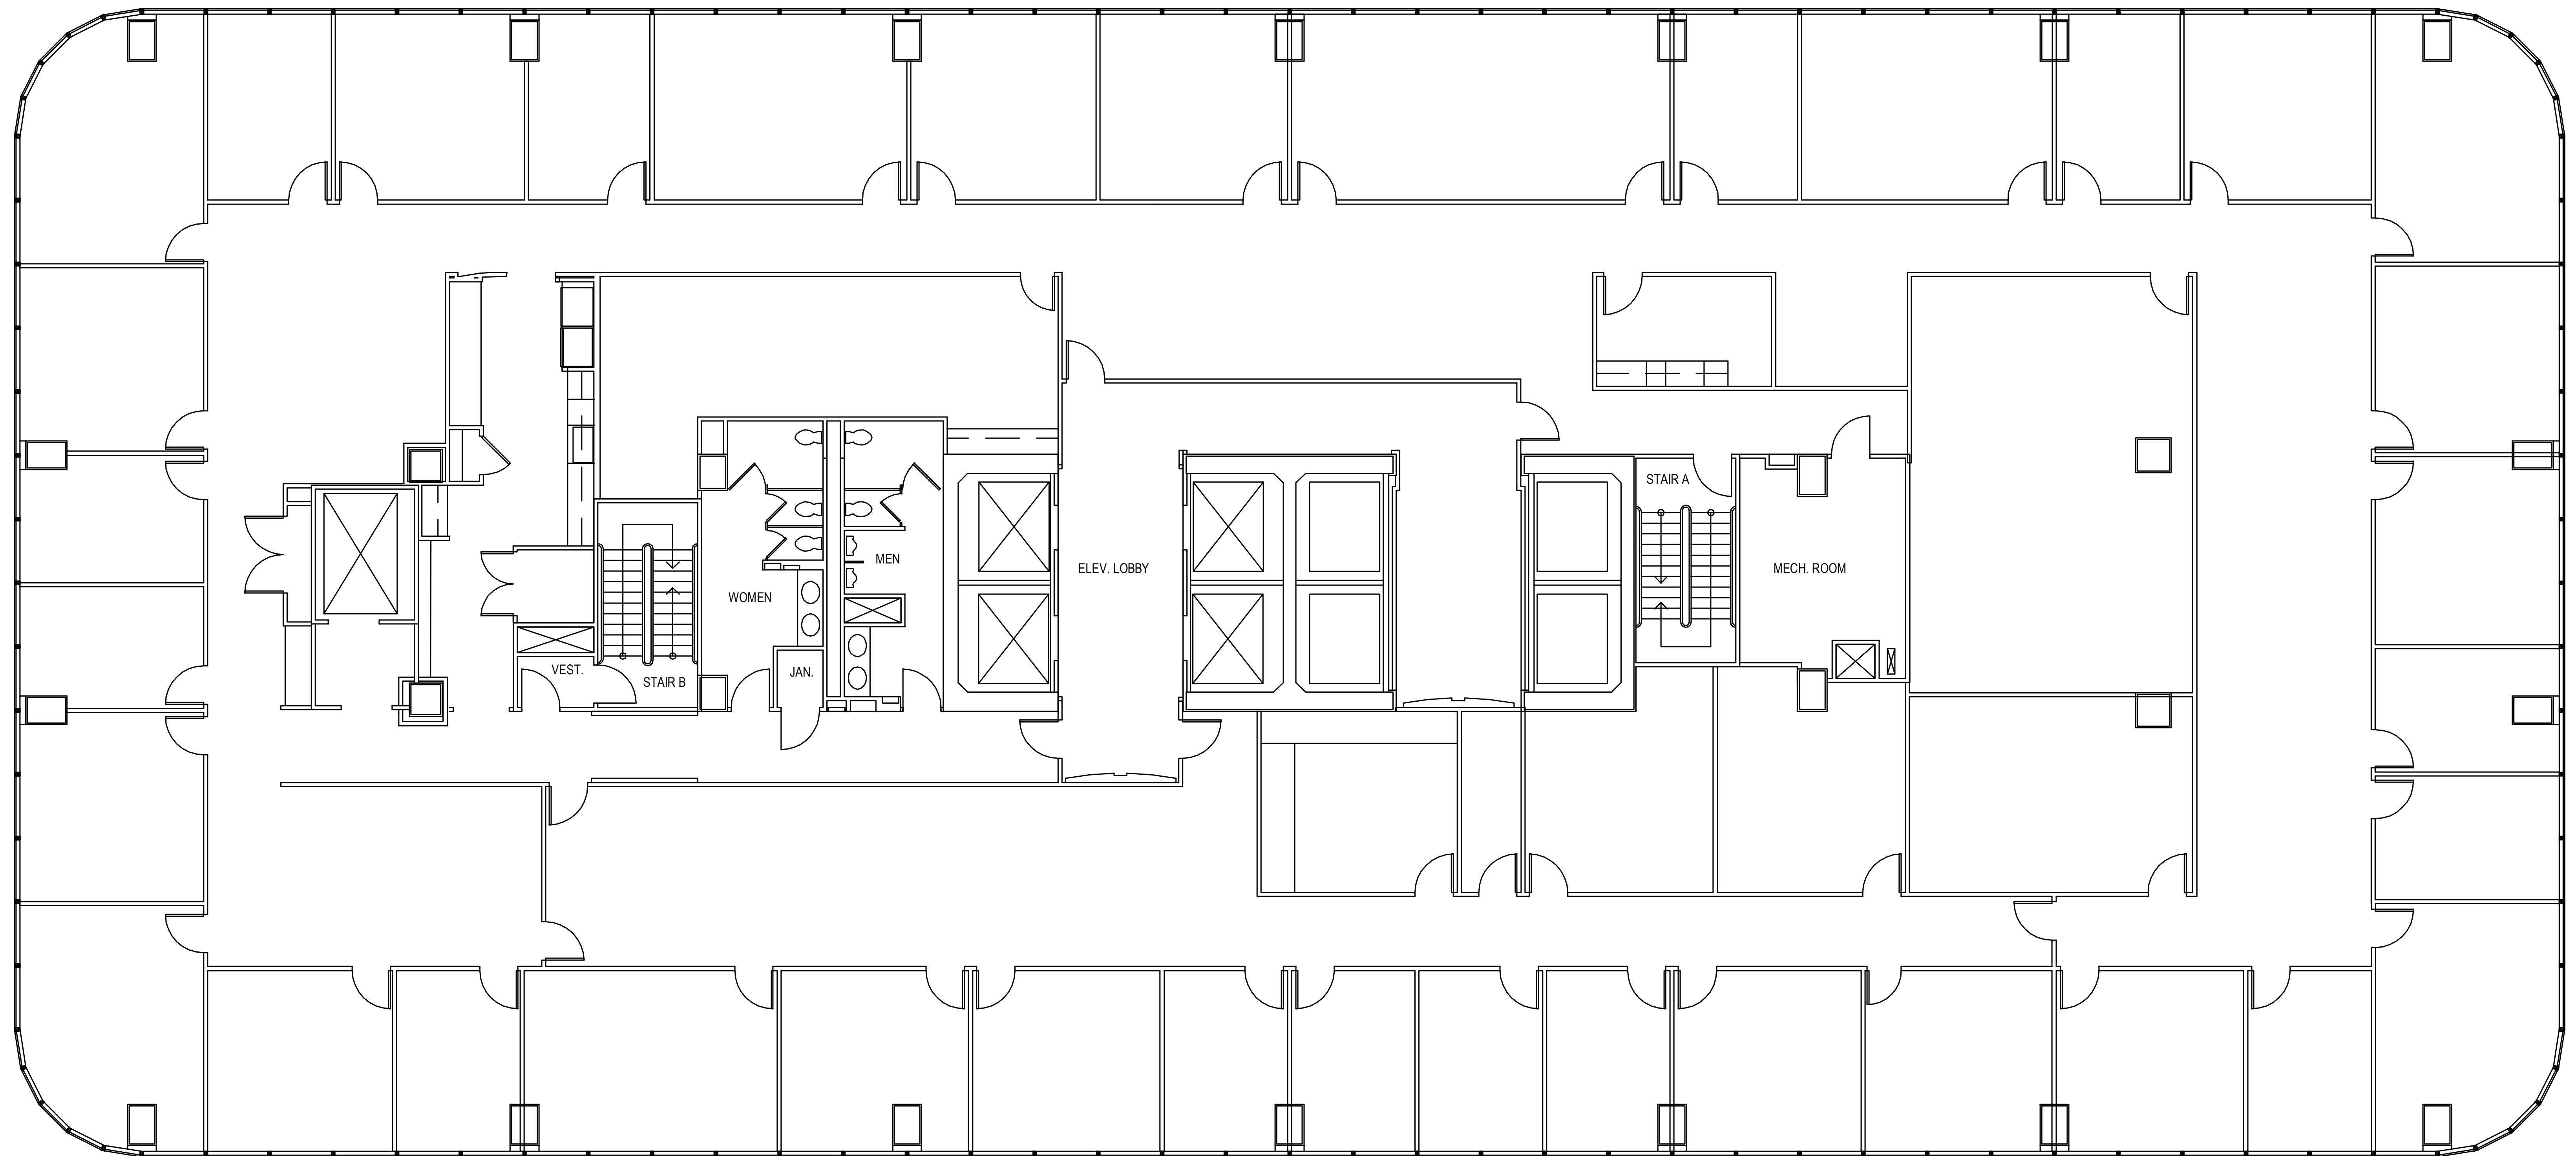 STAIR A
MEN
ELEV. LOBBY
MECH. ROOM
WOMEN
VEST.
JAN.
STAIR B